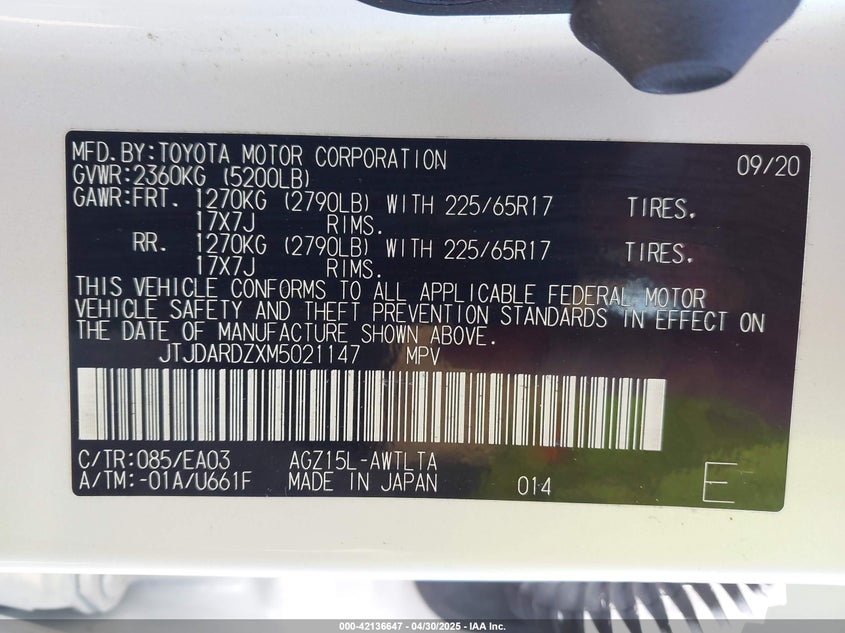 MFD. BY: TOYOTA MOTOR CORPORATION 09/20
GVWR: 2360KG (5200LB)
GAWR: FRT. 1270KG (2790LB) WITH 225/65R17 TIRES.
17X7J RIMS.
RR. 1270KG (2790LB) WITH 225/65R17 TIRES.
17X7J RIMS.
THIS VEHICLE CONFORMS TO ALL APPLICABLE FEDERAL MOTOR
VEHICLE SAFETY AND THEFT PREVENTION STANDARDS IN EFFECT ON
THE DATE OF MANUFACTURE SHOWN ABOVE.
JTJDARDZXM5021147 MPV
C/TR: 085/EA03 AGZ15L-AWTLTA
A/TM: -01A/U661F MADE IN JAPAN 014 E
000-42136647 / 04/30/2025 - IAA Inc.